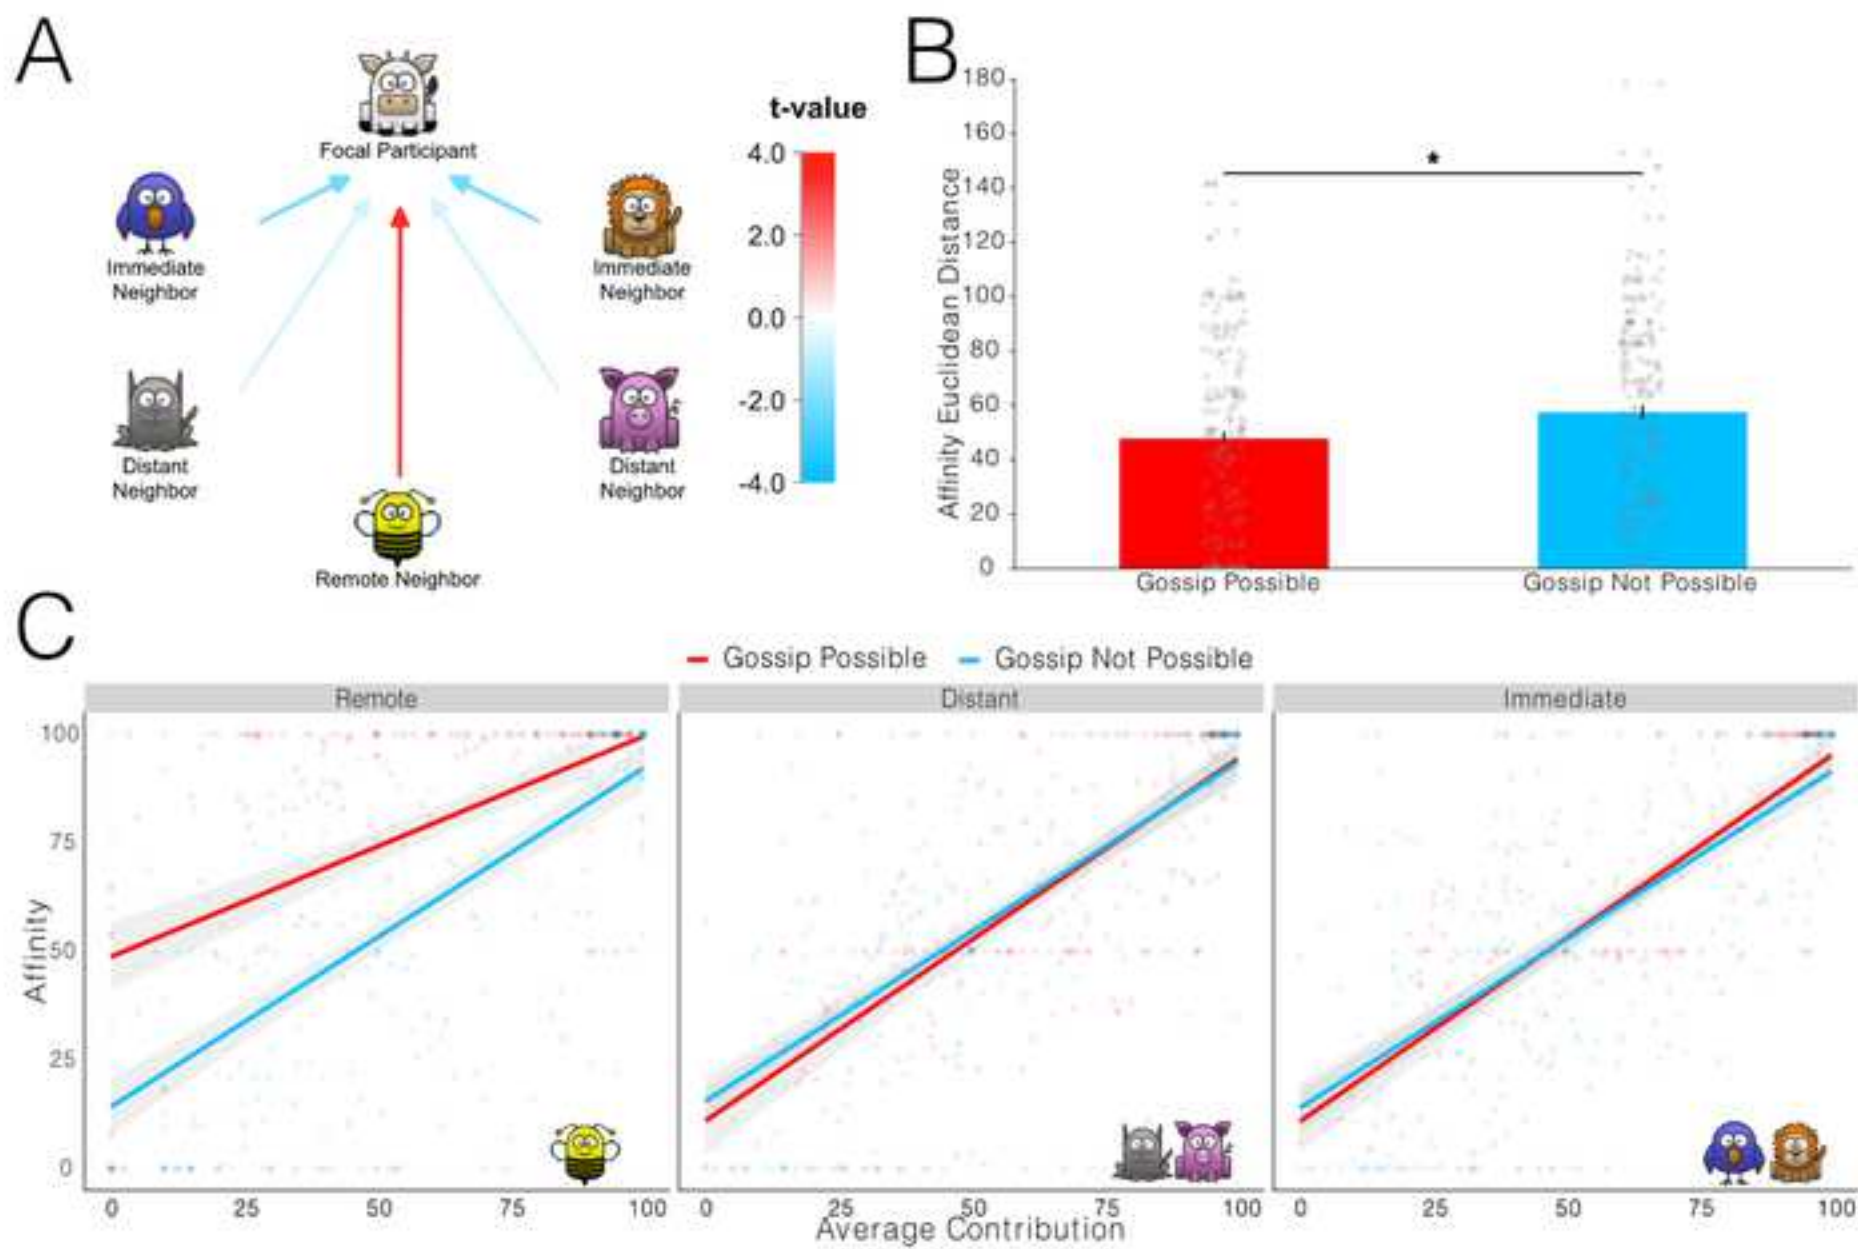 A
Focal Participant
Immediate
Neighbor
Immediate
Neighbor
Distant
Neighbor
Distant
Neighbor
Remote Neighbor
t-value
4.0
2.0
0.0
-2.0
-4.0
B
Affinity Euclidean Distance
180
160
140
120
100
80
60
40
20
0
*
Gossip Possible
Gossip Not Possible
C
Gossip Possible
Gossip Not Possible
Remote
Distant
Immediate
Affinity
100
75
50
25
0
0 25 50 75 100
0 25 50 75 100
0 25 50 75 100
Average Contribution